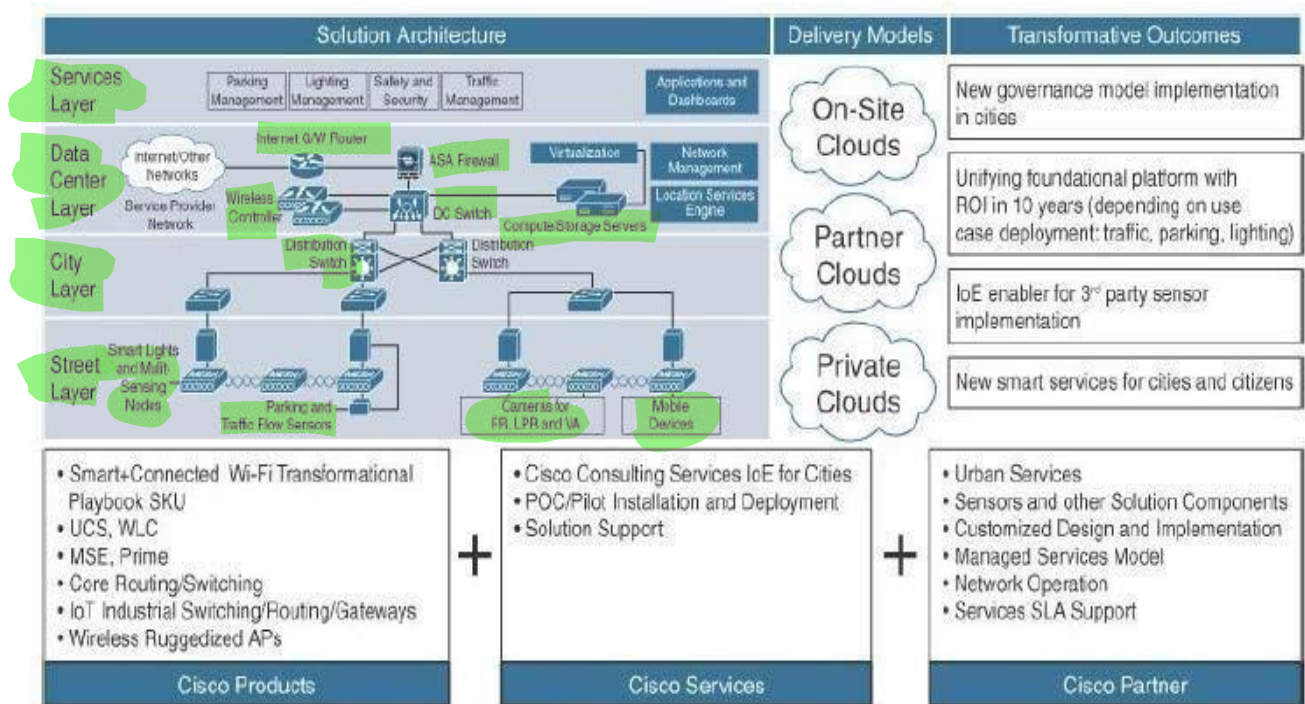 Solution Architecture
Delivery Models
Transformative Outcomes
Services
Layer
Parking
Management
Lighting
Management
Safety and
Security
Traffic
Management
Applications and
Dashboards
Data
Center
Layer
Internet/Other
Networks
Service Provider
Network
Internet G/W Router
ASA Firewall
Wireless
Controller
DC Switch
Virtualization
Network
Management
Location Services
Engine
Compute/Storage Servers
City
Layer
Distribution
Switch
Distribution
Switch
Street
Layer
Smart Lights
and Mulit-
Sensing
Nodes
Parking and
Traffic Flow Sensors
Cameras for
FR, LPR and VA
Mobile
Devices
On-Site
Clouds
Partner
Clouds
Private
Clouds
New governance model implementation
in cities
Unifying foundational platform with
ROI in 10 years (depending on use
case deployment: traffic, parking, lighting)
IoE enabler for 3rd party sensor
implementation
New smart services for cities and citizens
• Smart+Connected Wi-Fi Transformational
Playbook SKU
• UCS, WLC
• MSE, Prime
• Core Routing/Switching
• IoT Industrial Switching/Routing/Gateways
• Wireless Ruggedized APs
Cisco Products
+
• Cisco Consulting Services IoE for Cities
• POC/Pilot Installation and Deployment
• Solution Support
Cisco Services
+
• Urban Services
• Sensors and other Solution Components
• Customized Design and Implementation
• Managed Services Model
• Network Operation
• Services SLA Support
Cisco Partner